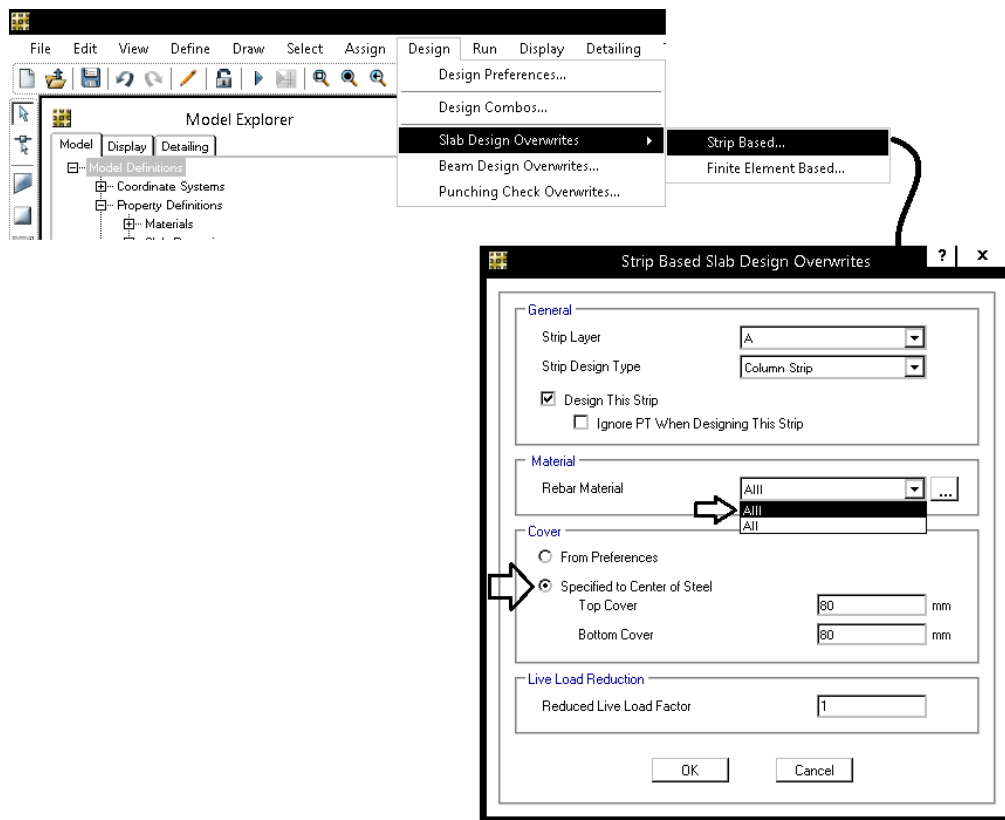 File Edit View Define Draw Select Assign Design Run Display Detailing
Design Preferences...
Design Combos...
Slab Design Overwrites
Strip Based...
Beam Design Overwrites...
Finite Element Based...
Punching Check Overwrites...
Model Explorer
Model Display Detailing
Model Definitions
Coordinate Systems
Property Definitions
Materials
Strip Based Slab Design Overwrites ? x
General
Strip Layer A
Strip Design Type Column Strip
Design This Strip
Ignore PT When Designing This Strip
Material
Rebar Material AIII ...
AIII
AII
Cover
From Preferences
Specified to Center of Steel
Top Cover 80 mm
Bottom Cover 80 mm
Live Load Reduction
Reduced Live Load Factor 1
OK Cancel